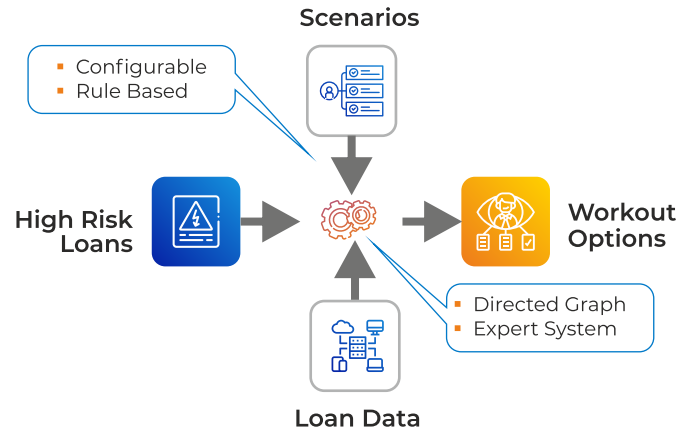 Scenarios
Configurable
Rule Based
High Risk
Loans
Workout
Options
Directed Graph
Expert System
Loan Data